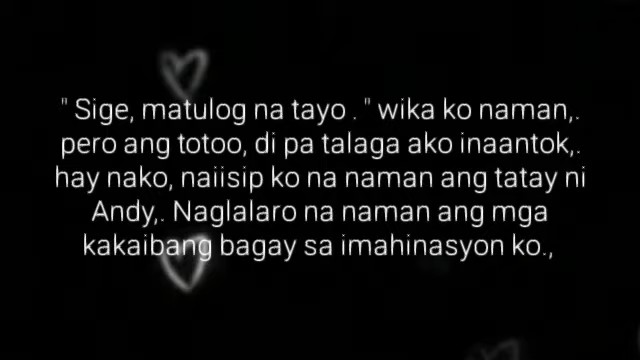 " Sige, matulog na tayo . " wika ko naman,.
pero ang totoo, di pa talaga ako inaantok,.
hay nako, naiisip ko na naman ang tatay ni
Andy,. Naglalaro na naman ang mga
kakaibang bagay sa imahinasyon ko.,